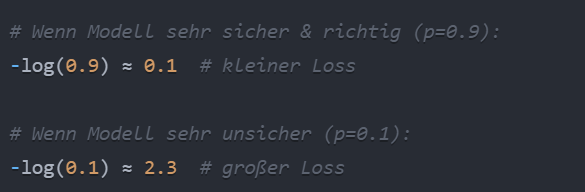 # Wenn Modell sehr sicher & richtig (p=0.9):
-log(0.9) ≈ 0.1  # kleiner Loss
# Wenn Modell sehr unsicher (p=0.1):
-log(0.1) ≈ 2.3  # großer Loss